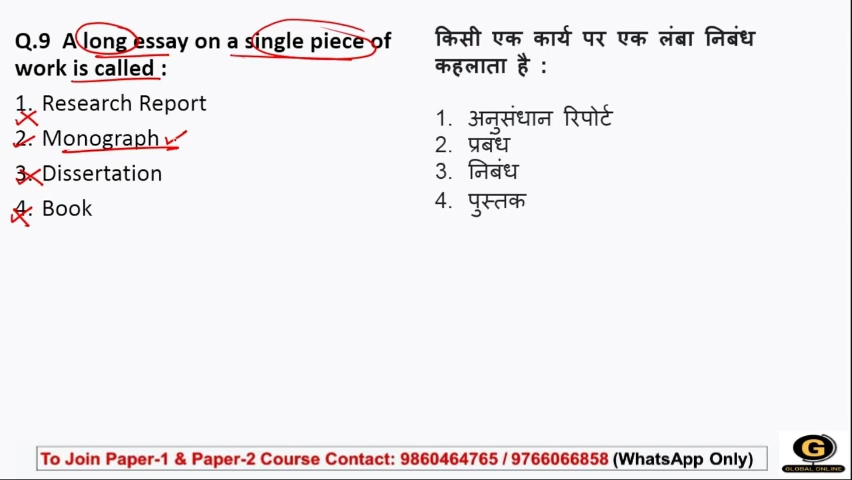 Q.9 A long essay on a single piece of
work is called :
1. Research Report
2. Monograph
3. Dissertation
4. Book
किसी एक कार्य पर एक लंबा निबंध
कहलाता है :
1. अनुसंधान रिपोर्ट
2. प्रबंध
3. निबंध
4. पुस्तक
To Join Paper-1 & Paper-2 Course Contact: 9860464765 / 9766066858 (WhatsApp Only)
G
GLOBAL ONLINE